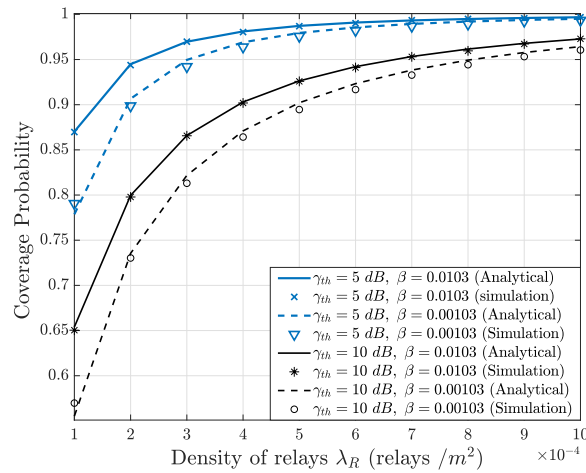 1
0.95
0.9
0.85
0.8
0.75
0.7
0.65
0.6
Coverage Probability
γth = 5 dB, β = 0.0103 (Analytical)
γth = 5 dB, β = 0.0103 (simulation)
γth = 5 dB, β = 0.00103 (Analytical)
γth = 5 dB, β = 0.00103 (Simulation)
γth = 10 dB, β = 0.0103 (Analytical)
γth = 10 dB, β = 0.0103 (Simulation)
γth = 10 dB, β = 0.00103 (Analytical)
γth = 10 dB, β = 0.00103 (Simulation)
1 2 3 4 5 6 7 8 9 10
×10⁻⁴
Density of relays λR (relays /m²)